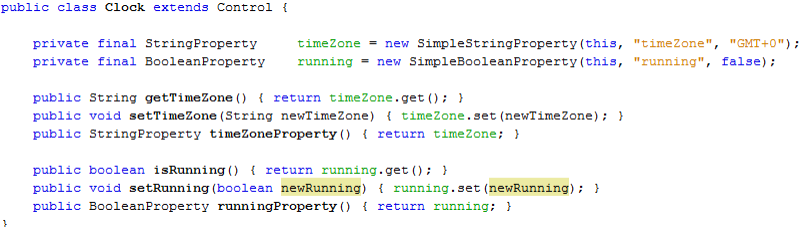 public class Clock extends Control {
private final StringProperty timeZone = new SimpleStringProperty(this, "timeZone", "GMT+0");
private final BooleanProperty running = new SimpleBooleanProperty(this, "running", false);
public String getTimeZone() { return timeZone.get(); }
public void setTimeZone(String newTimeZone) { timeZone.set(newTimeZone); }
public StringProperty timeZoneProperty() { return timeZone; }
public boolean isRunning() { return running.get(); }
public void setRunning(boolean newRunning) { running.set(newRunning); }
public BooleanProperty runningProperty() { return running; }
}